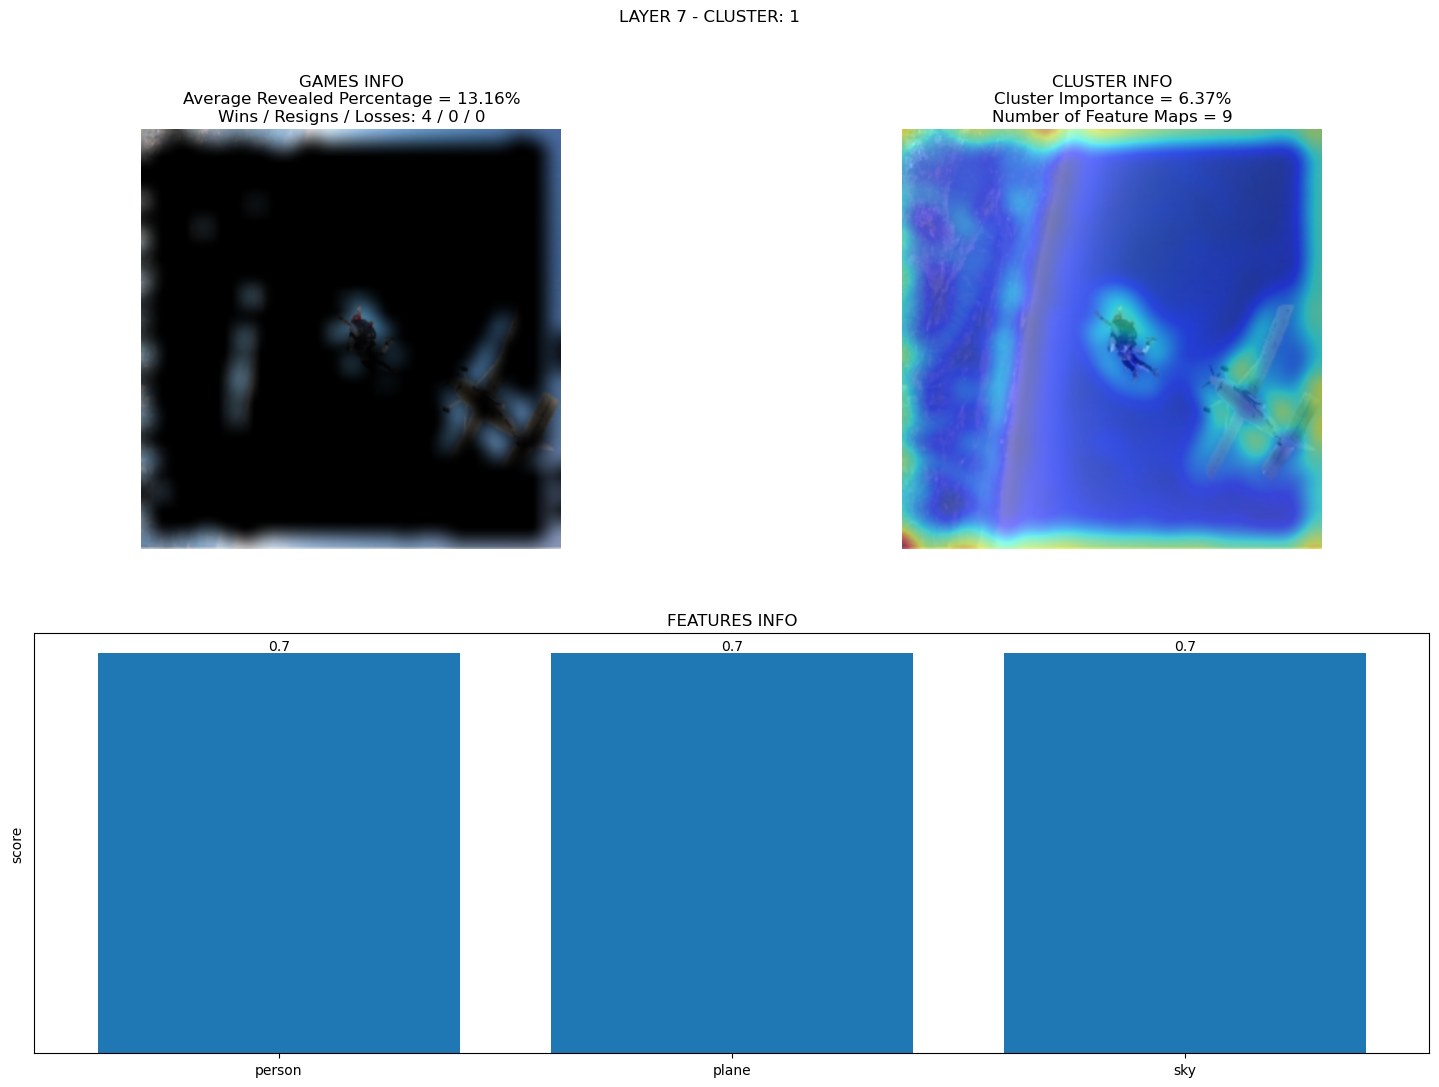 LAYER 7 - CLUSTER: 1
GAMES INFO
Average Revealed Percentage = 13.16%
Wins / Resigns / Losses: 4 / 0 / 0
CLUSTER INFO
Cluster Importance = 6.37%
Number of Feature Maps = 9
FEATURES INFO
score
0.7
0.7
0.7
person
plane
sky